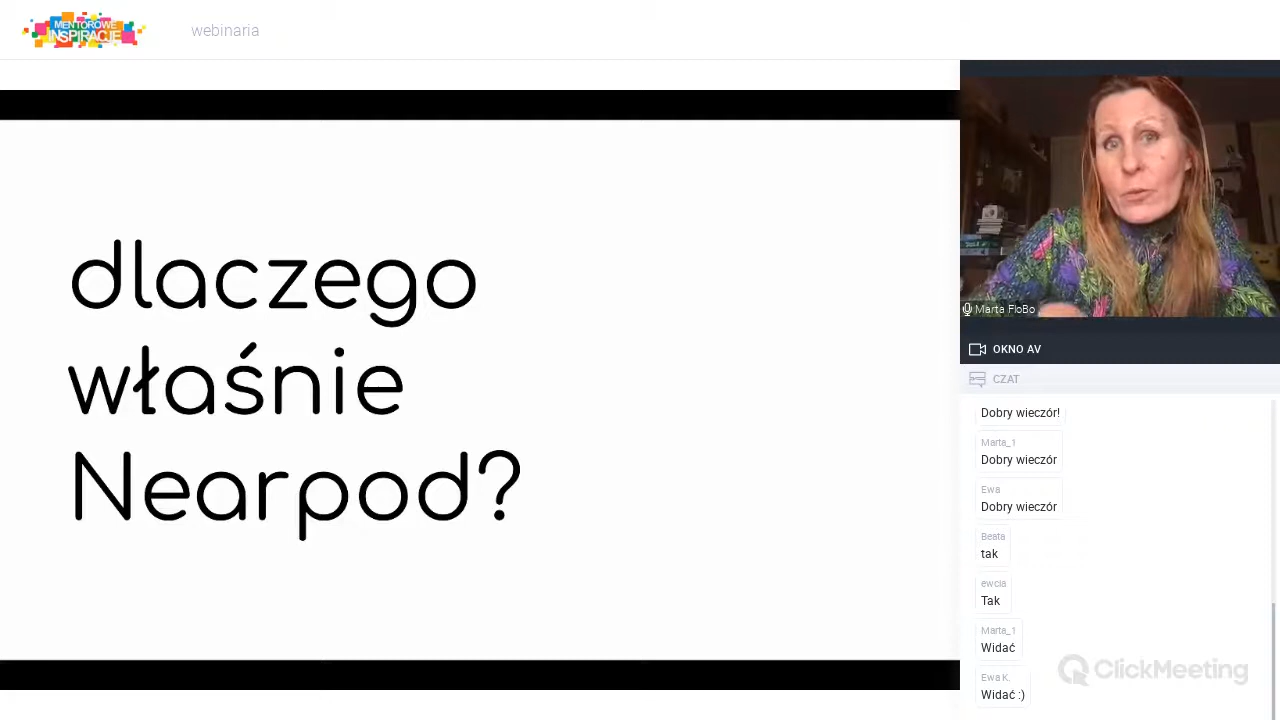 MENTOROWE
INSPIRACJE
webinaria
dlaczego
właśnie
Nearpod?
Marta FloBo
OKNO AV
CZAT
Dobry wieczór!
Marta_1
Dobry wieczór
Ewa
Dobry wieczór
Beata
tak
ewcia
Tak
Marta_1
Widać
Ewa K.
Widać :)
ClickMeeting